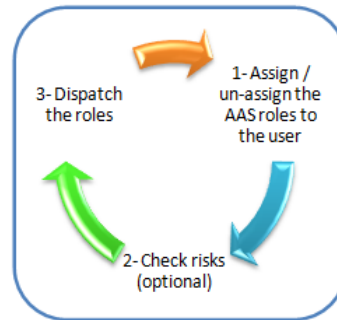 1- Assign /
un-assign the
AAS roles to
the user
2- Check risks
(optional)
3- Dispatch
the roles